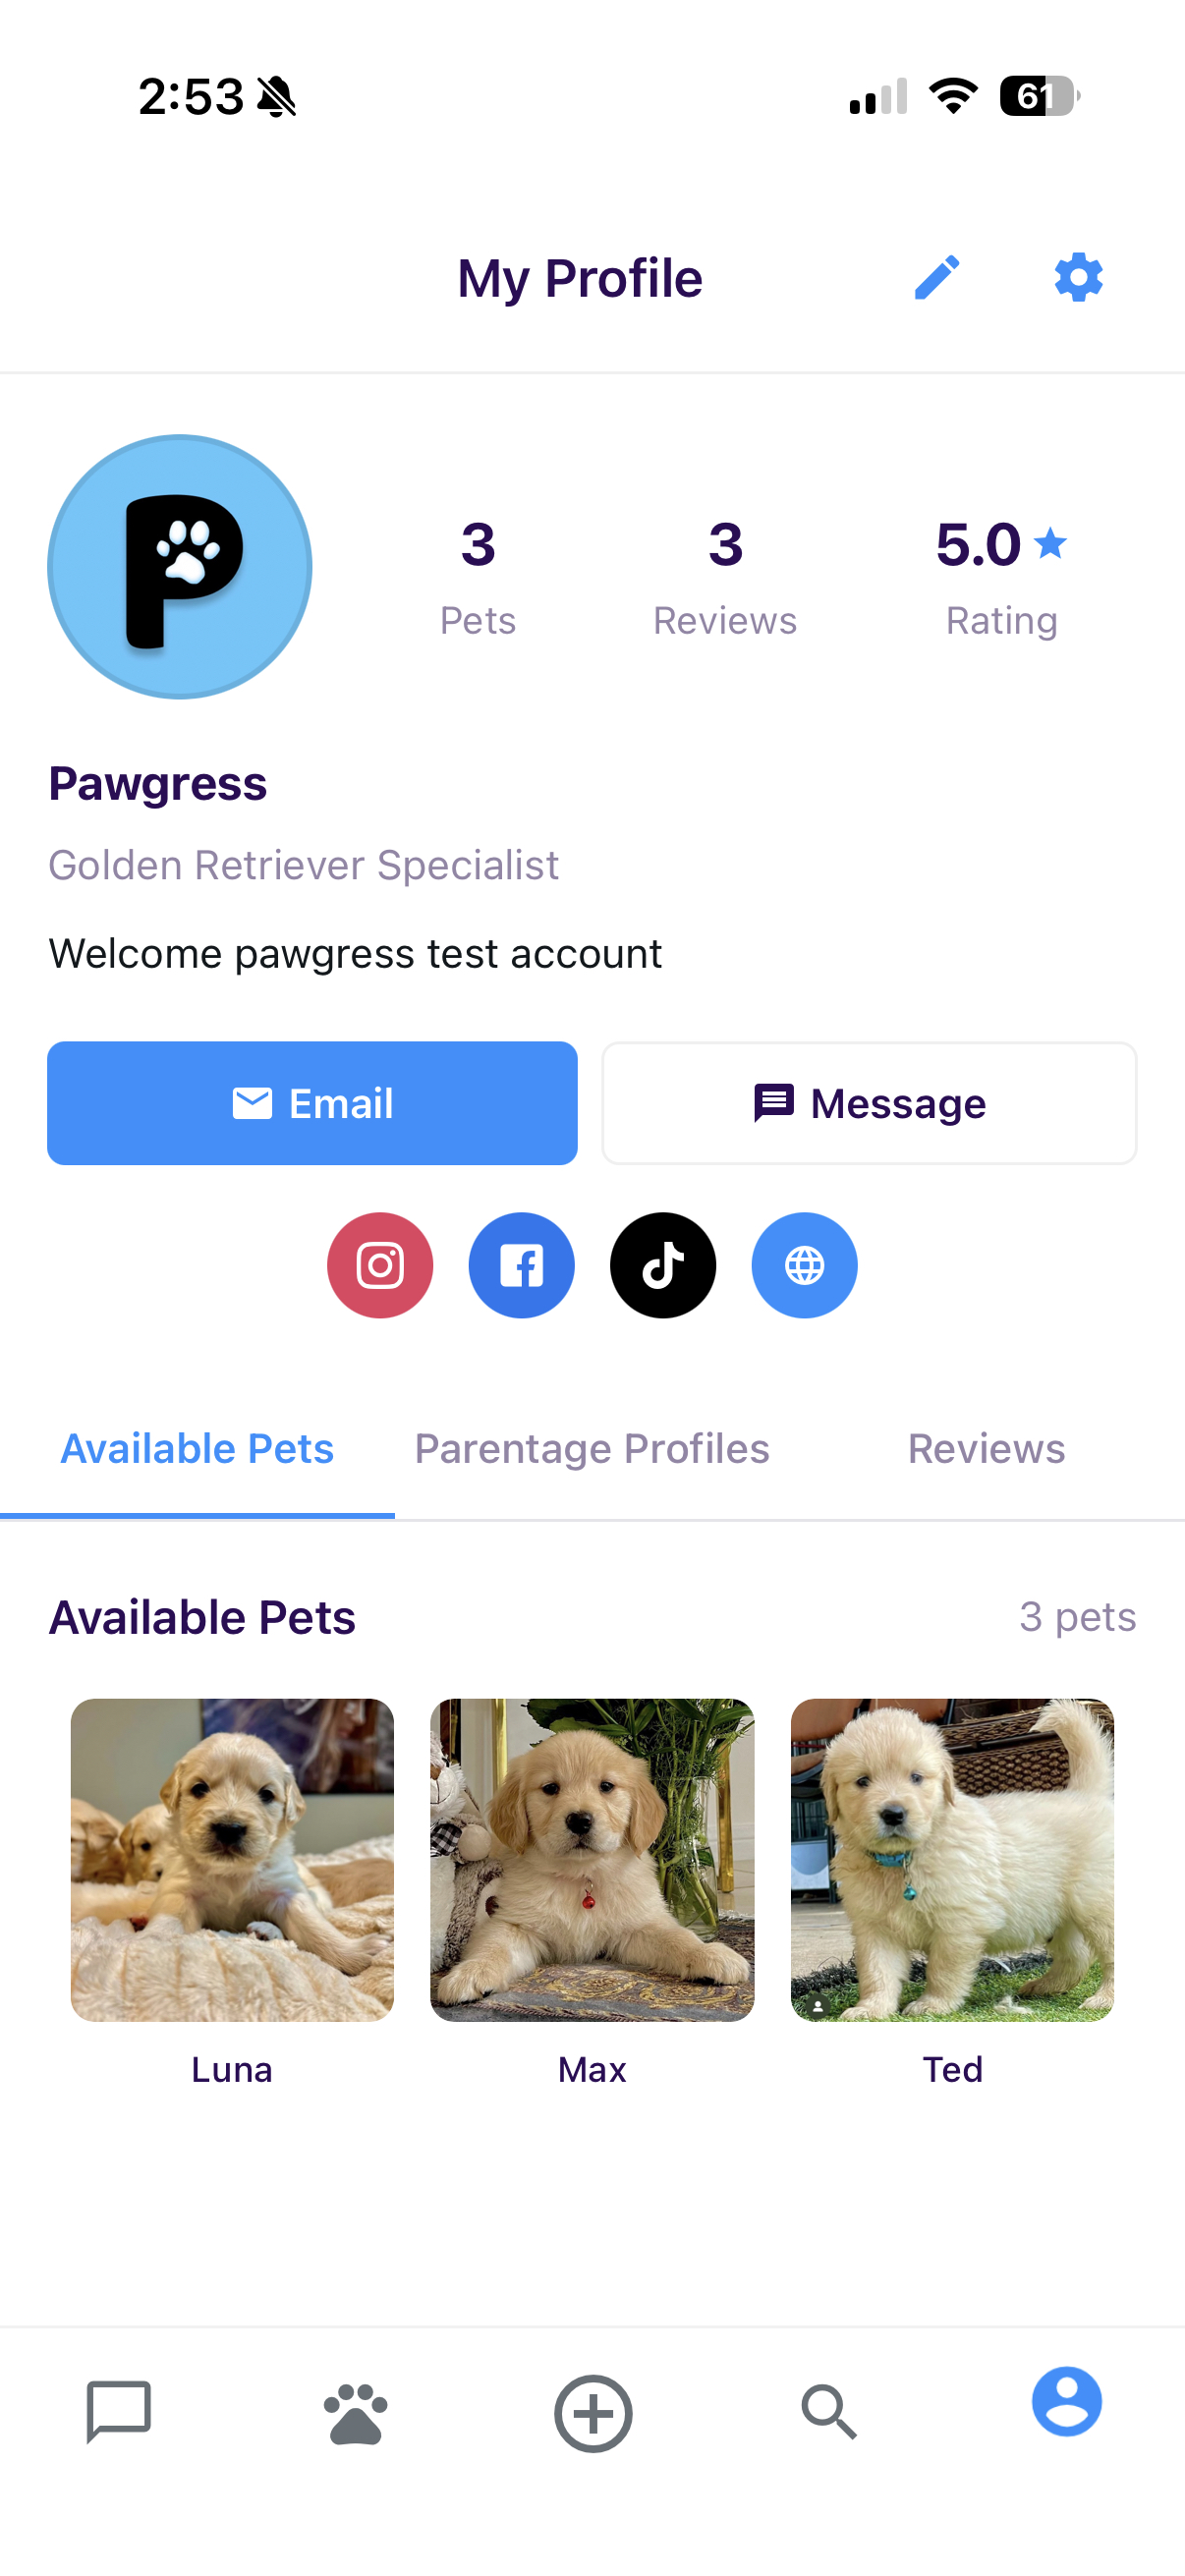 2:53
61
My Profile
P
3 3 5.0
Pets Reviews Rating
Pawgress
Golden Retriever Specialist
Welcome pawgress test account
Email Message
Available Pets Parentage Profiles Reviews
Available Pets 3 pets
Luna Max Ted